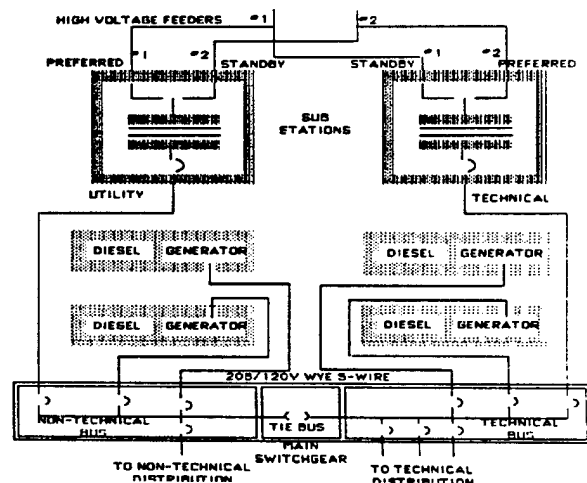 HIGH VOLTAGE FEEDERS #1 #2
#1 #2 #1 #2
PREFERRED STANDBY STANDBY PREFERRED
SUB STATIONS
UTILITY TECHNICAL
DIESEL GENERATOR DIESEL GENERATOR
DIESEL GENERATOR DIESEL GENERATOR
208/120V WYE 5-WIRE
NON-TECHNICAL BUS
TIE BUS
TECHNICAL BUS
MAIN SWITCHGEAR
TO NON-TECHNICAL DISTRIBUTION
TO TECHNICAL DISTRIBUTION